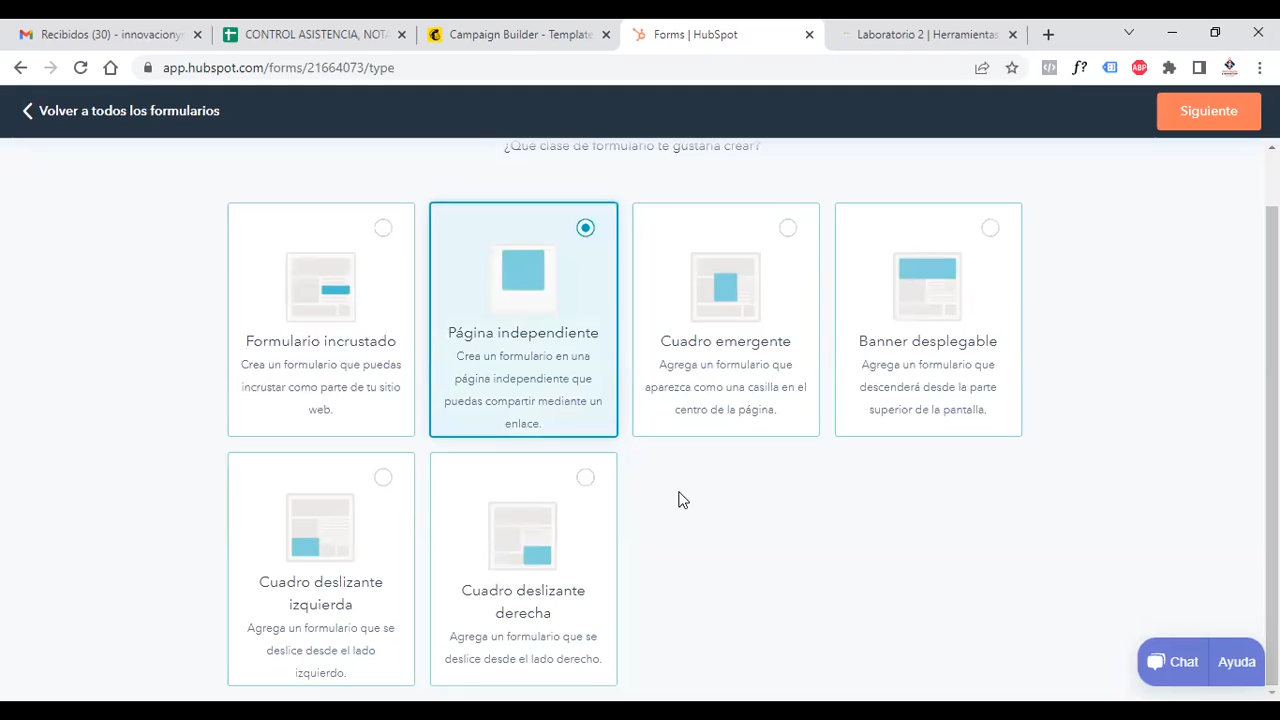 Recibidos (30) - innovacionyn
CONTROL ASISTENCIA, NOTA
Campaign Builder - Template
Forms | HubSpot
Laboratorio 2 | Herramientas
app.hubspot.com/forms/21664073/type
Volver a todos los formularios
Siguiente
¿Qué clase de formulario te gustaría crear?
Formulario incrustado
Crea un formulario que puedas
incrustar como parte de tu sitio
web.
Página independiente
Crea un formulario en una
página independiente que
puedas compartir mediante un
enlace.
Cuadro emergente
Agrega un formulario que
aparezca como una casilla en el
centro de la página.
Banner desplegable
Agrega un formulario que
descenderá desde la parte
superior de la pantalla.
Cuadro deslizante
izquierda
Agrega un formulario que se
deslice desde el lado
izquierdo.
Cuadro deslizante
derecha
Agrega un formulario que se
deslice desde el lado derecho.
Chat
Ayuda
f?
ABP